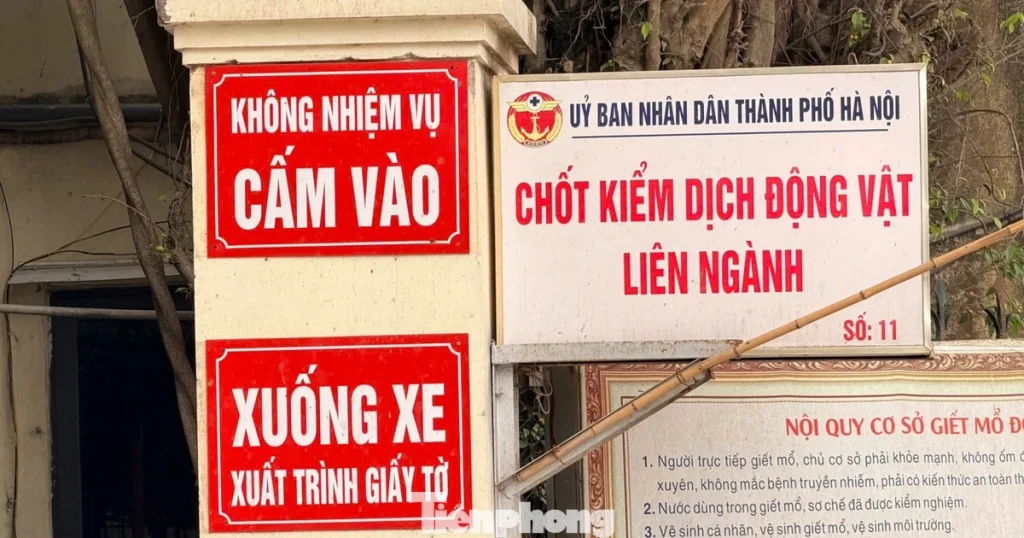 KHÔNG NHIỆM VỤ
CẤM VÀO
XUỐNG XE
XUẤT TRÌNH GIẤY TỜ
UỶ BAN NHÂN DÂN THÀNH PHỐ HÀ NỘI
CHỐT KIỂM DỊCH ĐỘNG VẬT
LIÊN NGÀNH
SỐ: 11
NỘI QUY CƠ SỞ GIẾT MỔ
1. Người trực tiếp giết mổ, chủ cơ sở phải khỏe mạnh, không ốm
xuyên, không mắc bệnh truyền nhiễm, phải có kiến thức an toàn
2. Nước dùng trong giết mổ, sơ chế đã được kiểm nghiệm.
3. Vệ sinh cá nhân, vệ sinh giết mổ, vệ sinh môi trường.
Tiền phong